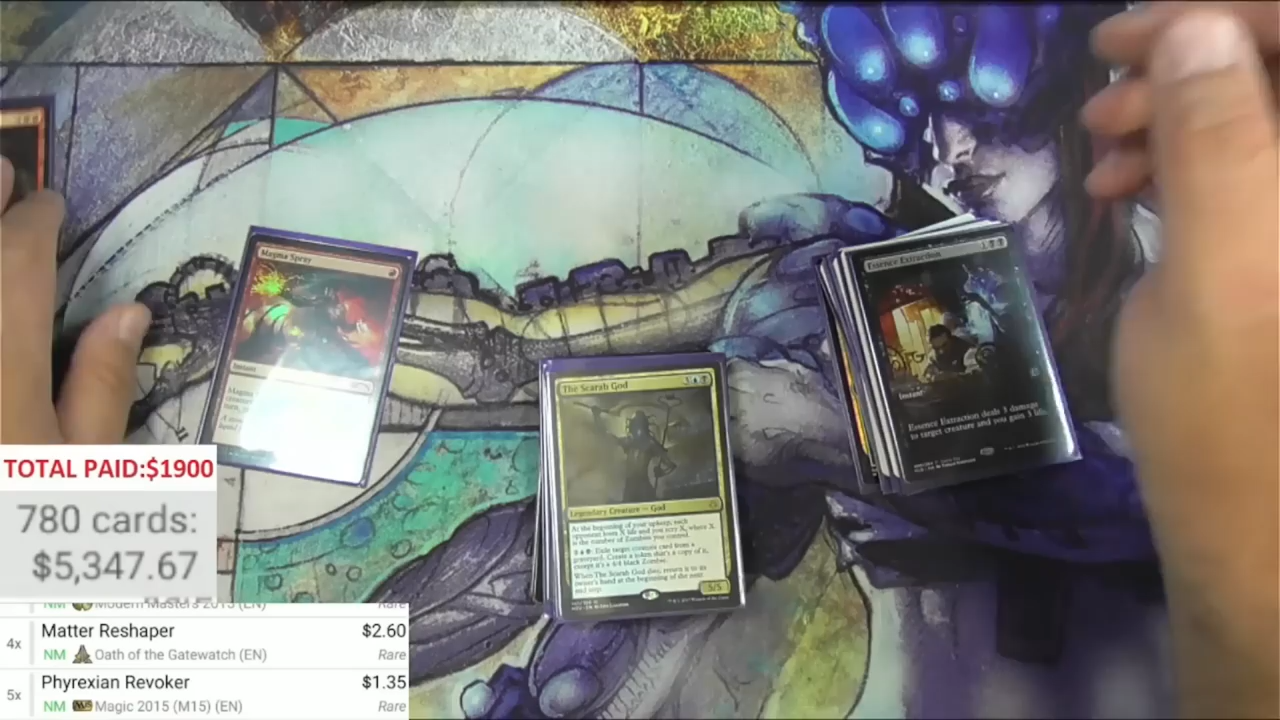 Magma Spray
Instant
The Scarab God
Legendary Creature — God
At the beginning of your upkeep, each
opponent loses X life and you scry X, where X
is the number of Zombies you control.
Exile target creature card from a
graveyard. Create a token that's a copy of it,
except it's a 4/4 black Zombie.
When The Scarab God dies, return it to its
owner's hand at the beginning of the next
end step.
5/5
Essence Extraction
Instant
Essence Extraction deals 3 damage
to target creature and you gain 3 life.
TOTAL PAID:$1900
780 cards:
$5,347.67
Modern Masters 2015 (EN) Rare
4x Matter Reshaper $2.60
NM Oath of the Gatewatch (EN) Rare
5x Phyrexian Revoker $1.35
NM Magic 2015 (M15) (EN) Rare